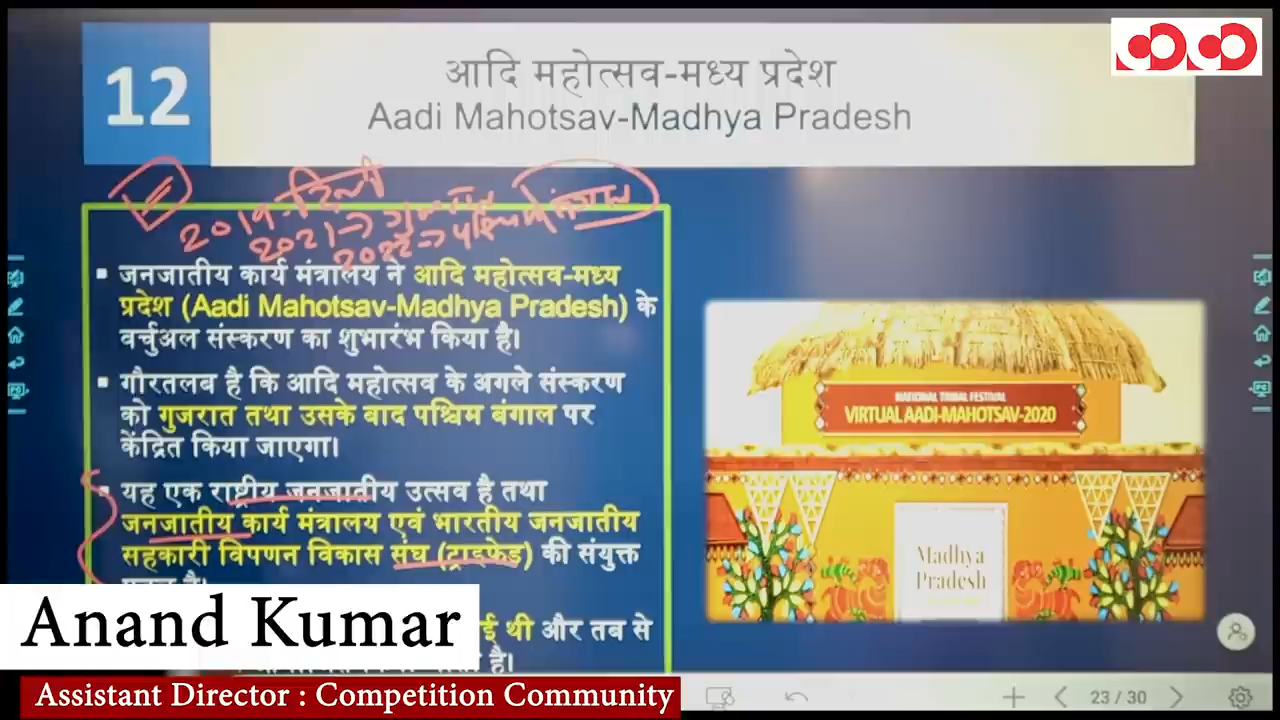 12
आदि महोत्सव-मध्य प्रदेश
Aadi Mahotsav-Madhya Pradesh
2019-दिल्ली
2021→गुजरात
2022→पश्चिम बंगाल
जनजातीय कार्य मंत्रालय ने आदि महोत्सव-मध्य
प्रदेश (Aadi Mahotsav-Madhya Pradesh) के
वर्चुअल संस्करण का शुभारंभ किया है।
गौरतलब है कि आदि महोत्सव के अगले संस्करण
को गुजरात तथा उसके बाद पश्चिम बंगाल पर
केंद्रित किया जाएगा।
यह एक राष्ट्रीय जनजातीय उत्सव है तथा
जनजातीय कार्य मंत्रालय एवं भारतीय जनजातीय
सहकारी विपणन विकास संघ (ट्राइफेड) की संयुक्त
थी और तब से
है।
NATIONAL TRIBAL FESTIVAL
VIRTUAL AADI-MAHOTSAV-2020
Madhya
Pradesh
Anand Kumar
Assistant Director : Competition Community
23 / 30